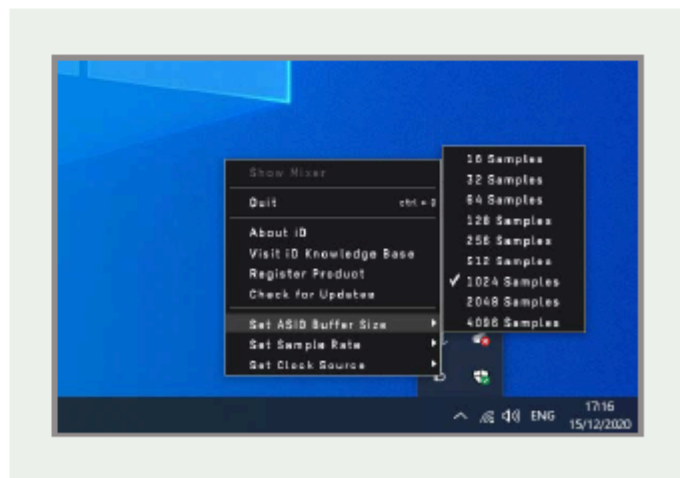 Show Mixer
Quit ctrl + Q
About iD
Visit iD Knowledge Base
Register Product
Check for Updates
Set ASIO Buffer Size
Set Sample Rate
Set Clock Source
16 Samples
32 Samples
64 Samples
128 Samples
256 Samples
512 Samples
1024 Samples
2048 Samples
4096 Samples
ENG
17:16
15/12/2020